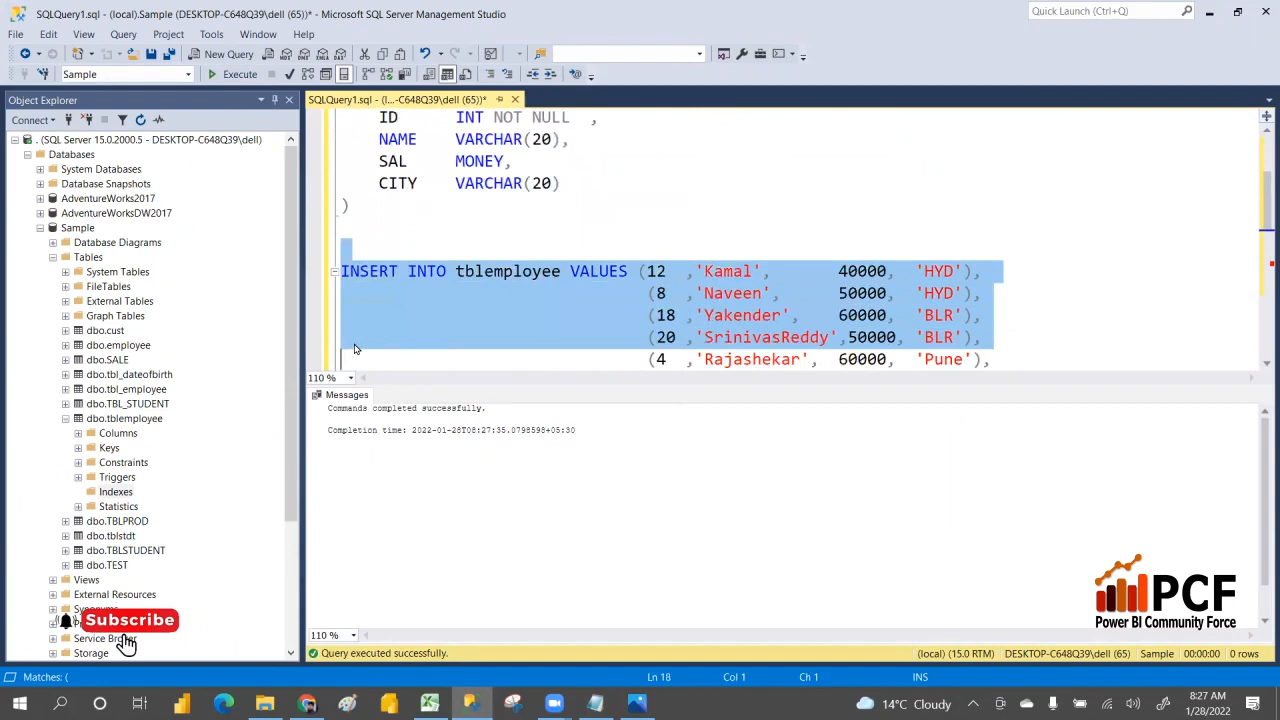 SQLQuery1.sql - (local).Sample (DESKTOP-C648Q39\dell (65))* - Microsoft SQL Server Management Studio
Quick Launch (Ctrl+Q)
File Edit View Query Project Tools Window Help
New Query
MDX DMX XMLA DAX
Sample
Execute
Object Explorer
SQLQuery1.sql - (l...-C648Q39\dell (65))*
Connect
. (SQL Server 15.0.2000.5 - DESKTOP-C648Q39\dell)
Databases
System Databases
Database Snapshots
AdventureWorks2017
AdventureWorksDW2017
Sample
Database Diagrams
Tables
System Tables
FileTables
External Tables
Graph Tables
dbo.cust
dbo.employee
dbo.SALE
dbo.tbl_dateofbirth
dbo.tbl_employee
dbo.TBL_STUDENT
dbo.tblemployee
Columns
Keys
Constraints
Triggers
Indexes
Statistics
dbo.TBLPROD
dbo.tblstdt
dbo.TBLSTUDENT
dbo.TEST
Views
External Resources
Service Broker
Storage
Subscribe
ID INT NOT NULL ,
NAME VARCHAR(20),
SAL MONEY,
CITY VARCHAR(20)
)
INSERT INTO tblemployee VALUES (12 ,'Kamal', 40000, 'HYD'),
(8 ,'Naveen', 50000, 'HYD'),
(18 ,'Yakender', 60000, 'BLR'),
(20 ,'SrinivasReddy',50000, 'BLR'),
(4 ,'Rajashekar', 60000, 'Pune'),
110 %
Messages
Commands completed successfully.
Completion time: 2022-01-28T08:27:35.0798598+05:30
PCF
Power BI Community Force
110 %
Query executed successfully.
(local) (15.0 RTM) DESKTOP-C648Q39\dell (65) Sample 00:00:00 0 rows
Matches: (
Ln 18 Col 1 Ch 1 INS
14°C Cloudy
8:27 AM
1/28/2022